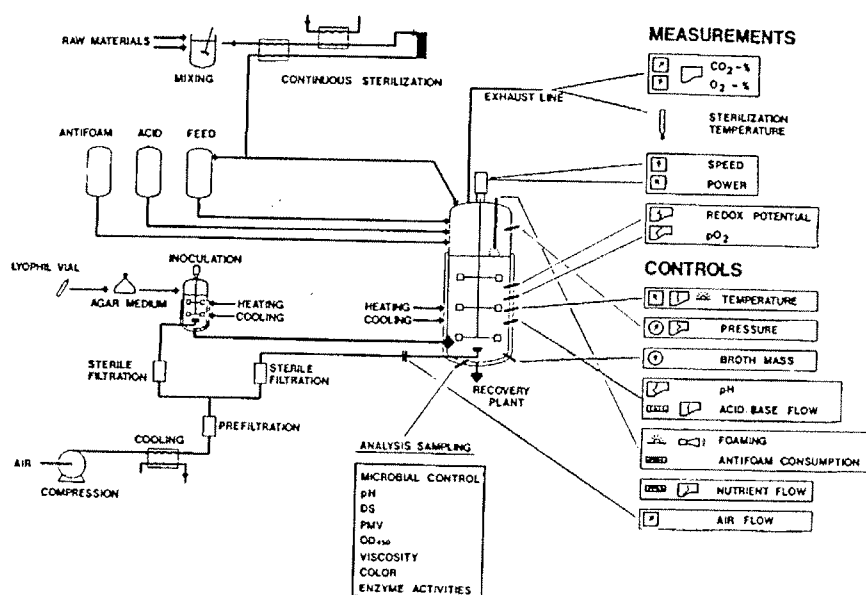 RAW MATERIALS
MIXING
CONTINUOUS STERILIZATION
EXHAUST LINE
ANTIFOAM
ACID
FEED
INOCULATION
LYOPHIL VIAL
AGAR MEDIUM
HEATING
COOLING
HEATING
COOLING
STERILE
FILTRATION
STERILE
FILTRATION
PREFILTRATION
COOLING
AIR
COMPRESSION
RECOVERY
PLANT
ANALYSIS SAMPLING
MICROBIAL CONTROL
pH
DS
PMV
OD450
VISCOSITY
COLOR
ENZYME ACTIVITIES
MEASUREMENTS
CO2-%
O2-%
STERILIZATION
TEMPERATURE
SPEED
POWER
REDOX POTENTIAL
pO2
CONTROLS
TEMPERATURE
PRESSURE
BROTH MASS
pH
ACID-BASE FLOW
FOAMING
ANTIFOAM CONSUMPTION
NUTRIENT FLOW
AIR FLOW